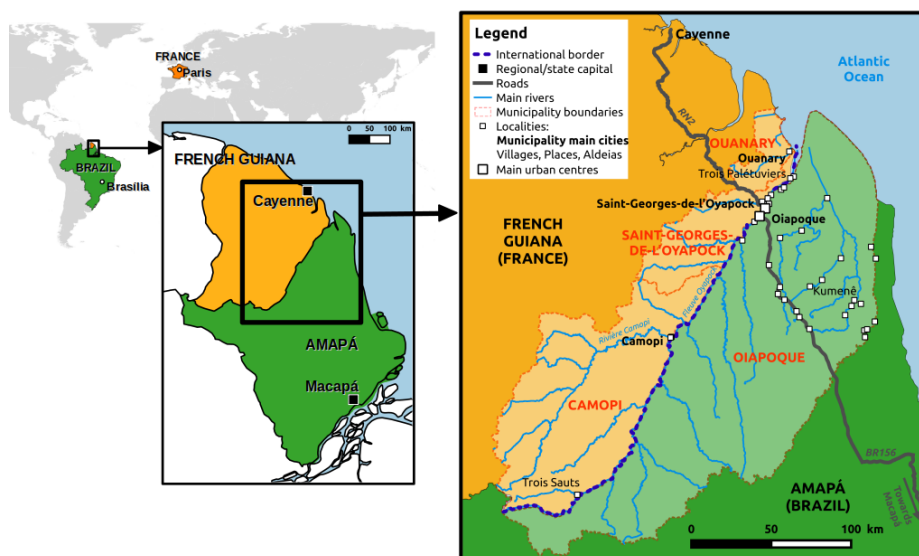 FRANCE
Paris
BRAZIL
Brasília
0 50 100 km
FRENCH GUIANA
Cayenne
AMAPÁ
Macapá
Legend
International border
Regional/state capital
Roads
Main rivers
Municipality boundaries
Localities:
Municipality main cities
Villages, Places, Aldeias
Main urban centres
Cayenne
Atlantic
Ocean
RN2
OUANARY
Ouanary
Trois Palétuviers
Saint-Georges-de-l'Oyapock
Oiapoque
FRENCH
GUIANA
(FRANCE)
SAINT-GEORGES-
DE-L'OYAPOCK
Fleuve Oyapock
Kumenê
Rivière Camopi
Camopi
OIAPOQUE
CAMOPI
BR156
Trois Sauts
AMAPÁ
(BRAZIL)
Towards
Macapá
0 50 100 km